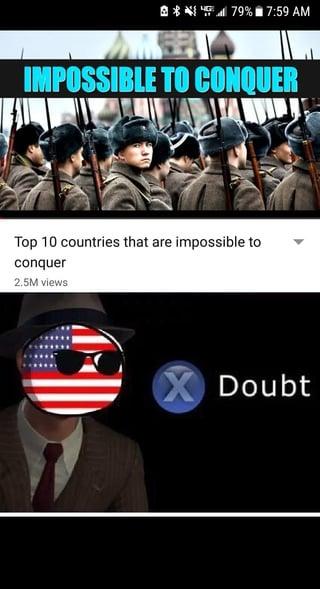 4G 79% 7:59 AM
IMPOSSIBLE TO CONQUER
Top 10 countries that are impossible to
conquer
2.5M views
X Doubt